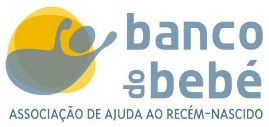 banco
do bebé
ASSOCIAÇÃO DE AJUDA AO RECÉM-NASCIDO